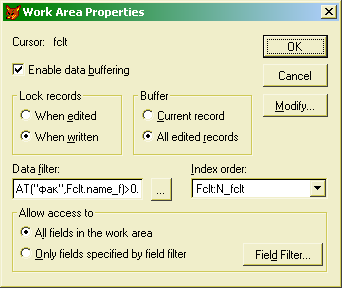 Work Area Properties
Cursor: fclt
OK
Enable data buffering
Cancel
Lock records
Buffer
Modify...
When edited
Current record
When written
All edited records
Data filter:
Index order:
AT("фак",Fclt.name_f)>0.
...
Fclt:N_fclt
Allow access to
All fields in the work area
Only fields specified by field filter
Field Filter...